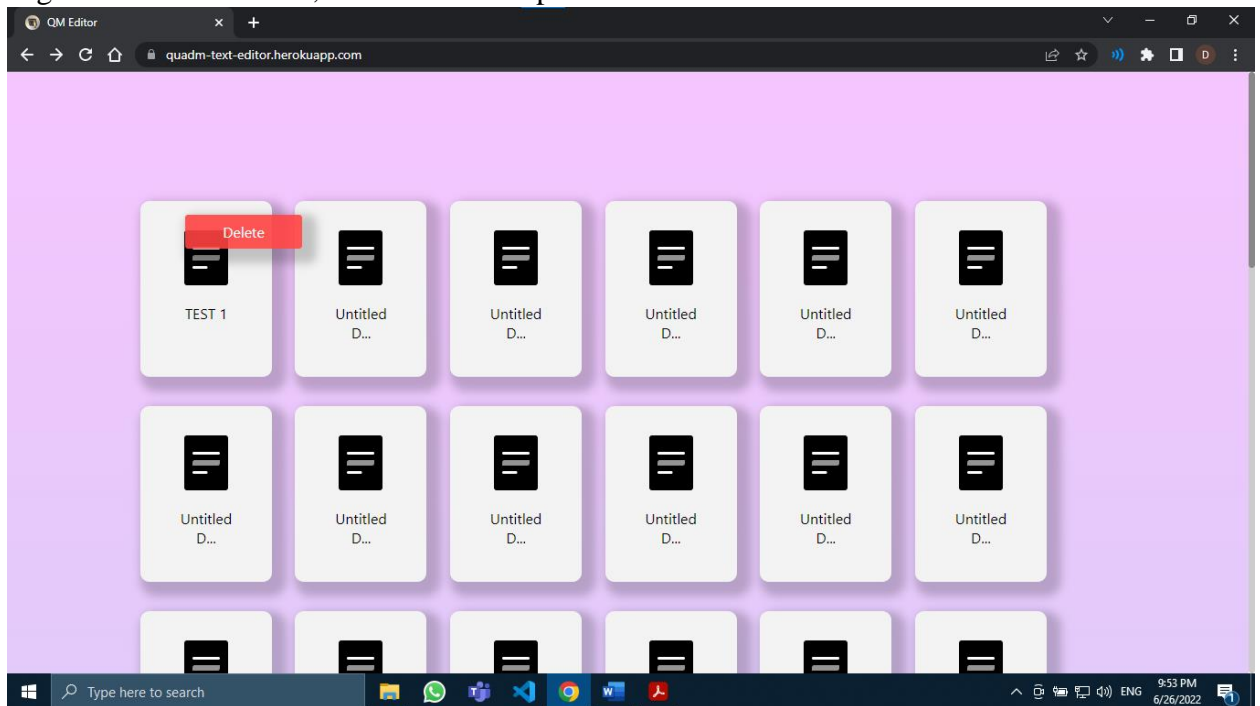 QM Editor
quadm-text-editor.herokuapp.com
D
Delete
TEST 1
Untitled
D...
Untitled
D...
Untitled
D...
Untitled
D...
Untitled
D...
Untitled
D...
Untitled
D...
Untitled
D...
Untitled
D...
Untitled
D...
Untitled
D...
Type here to search
ENG
9:53 PM
6/26/2022
1